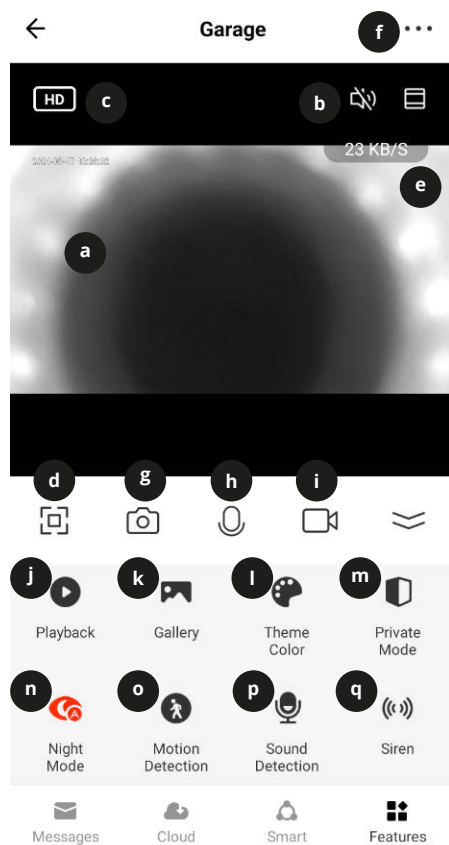 Garage
f
HD
c
b
23 KB/S
e
a
d
g
h
i
j
k
l
m
Playback
Gallery
Theme
Color
Private
Mode
n
A
o
p
q
Night
Mode
Motion
Detection
Sound
Detection
Siren
Messages
Cloud
Smart
Features